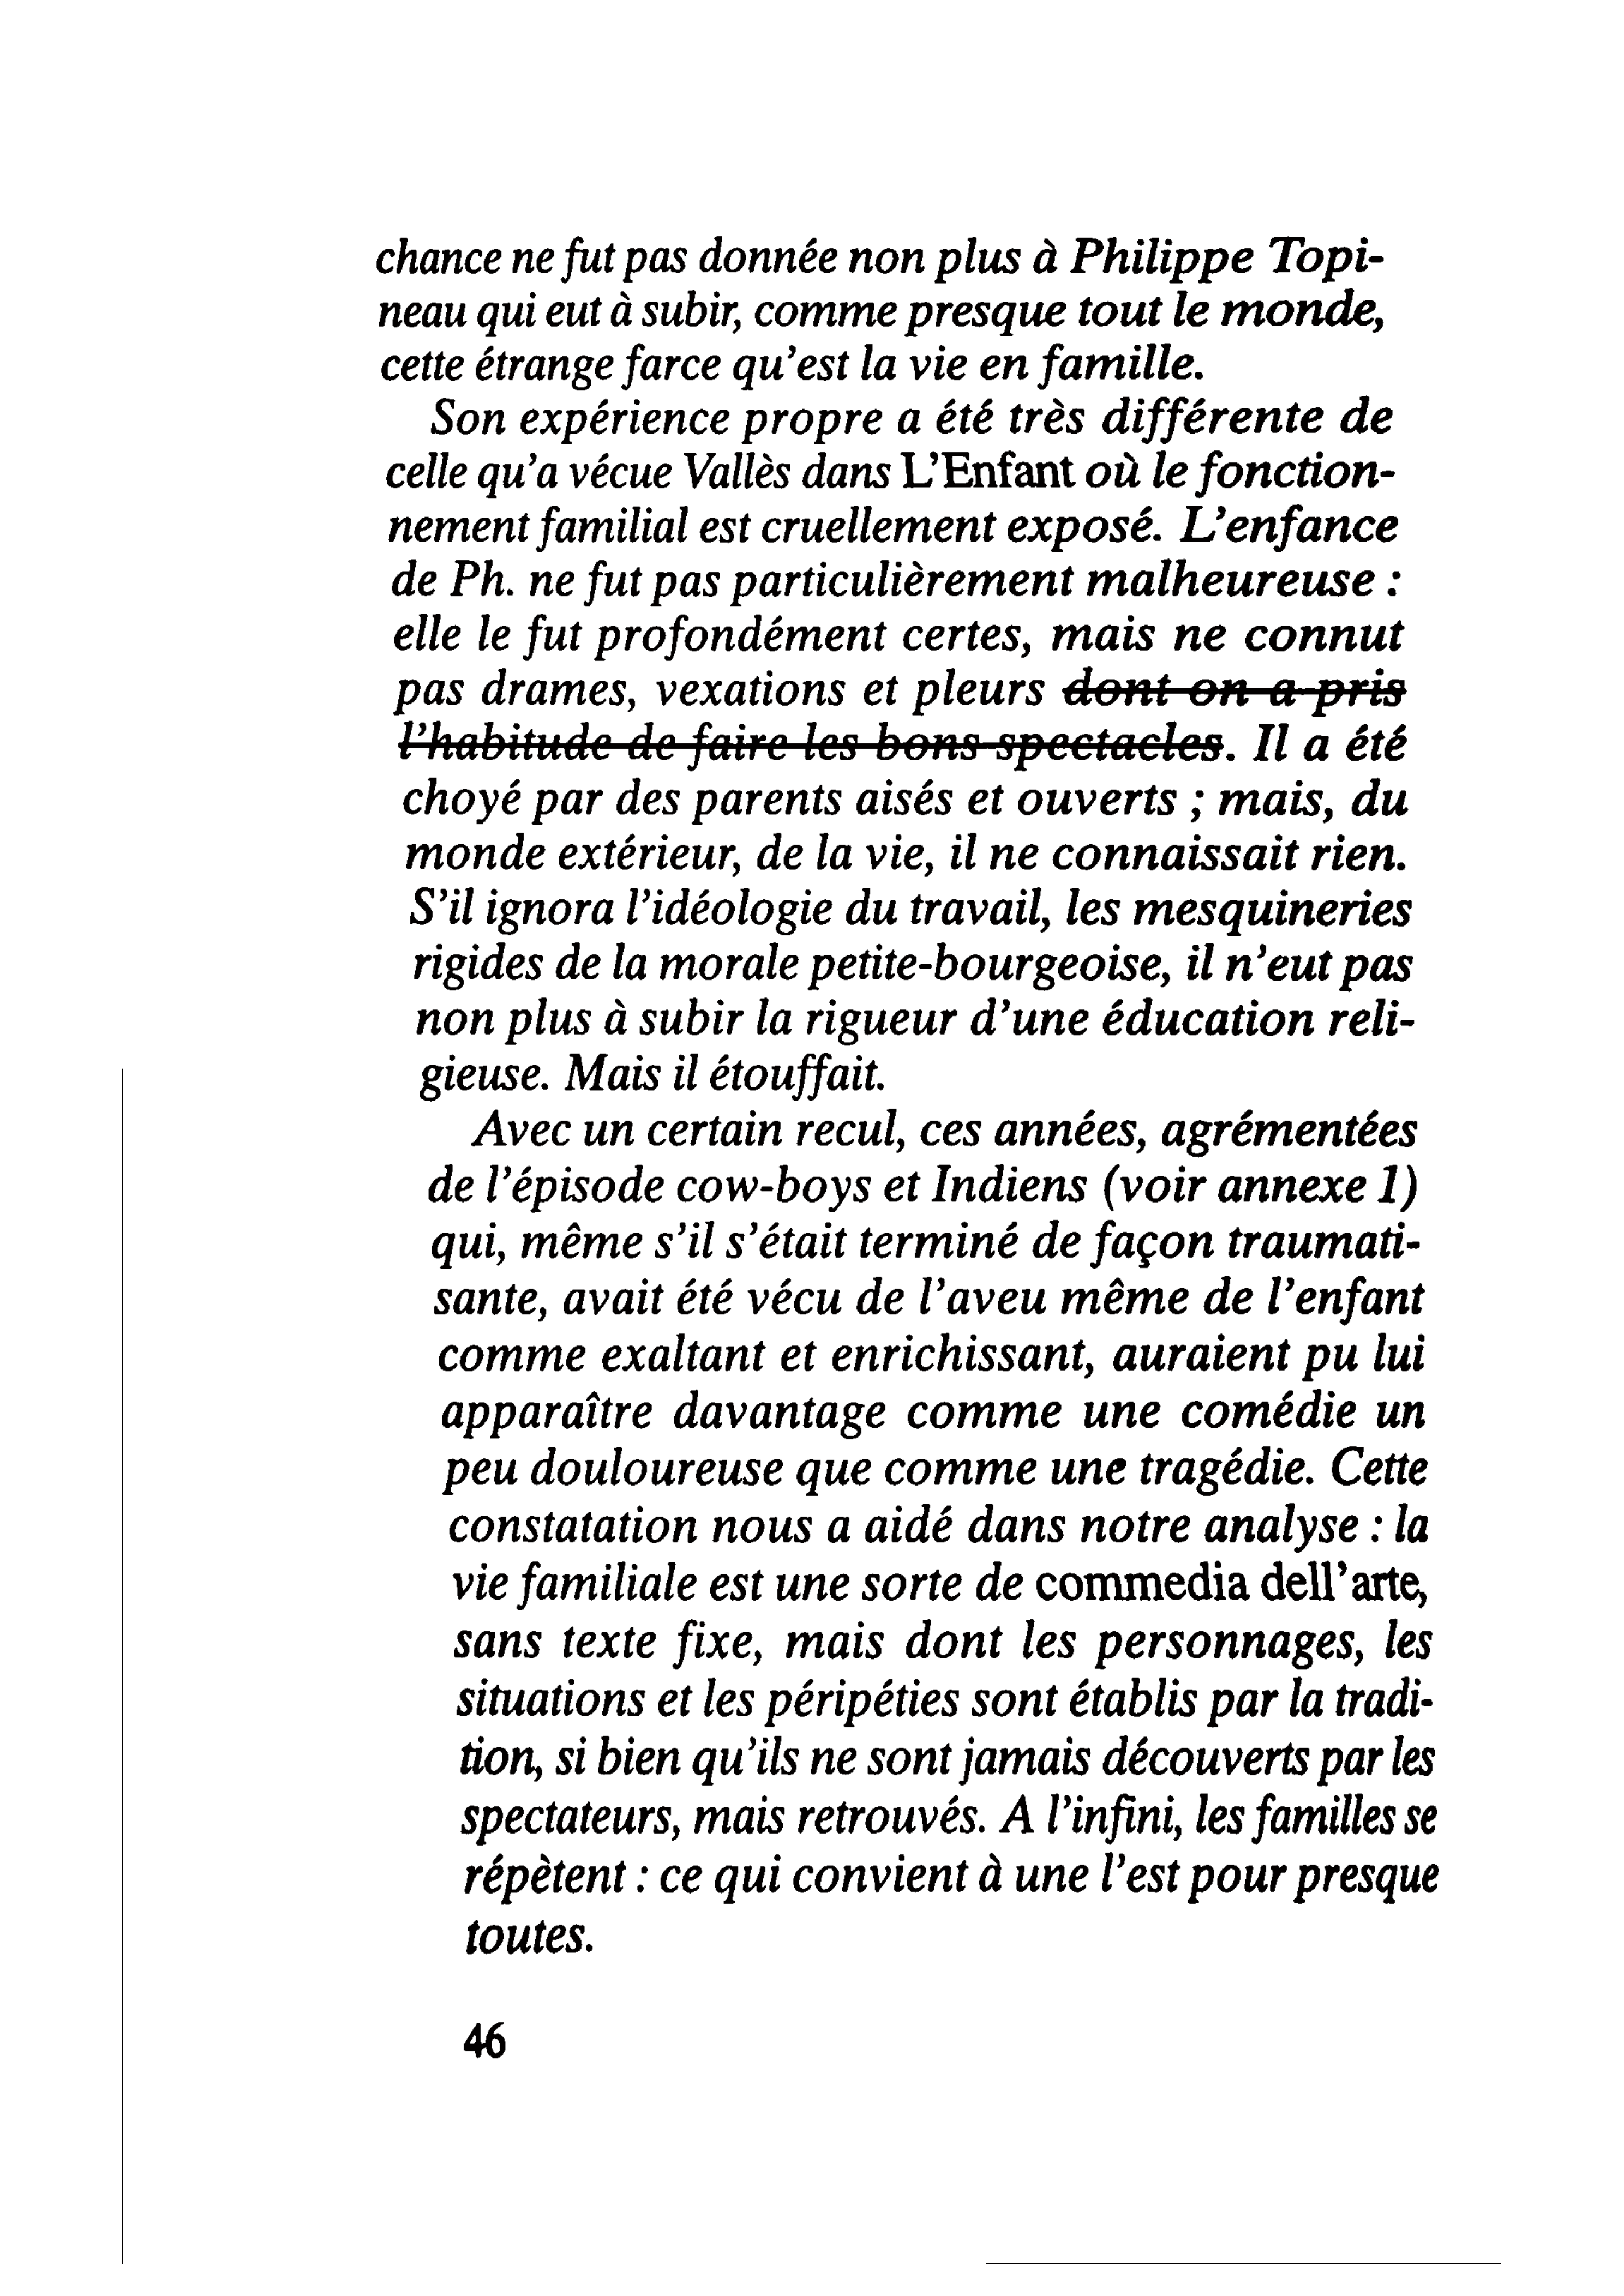 chance ne fut pas donnée non plus à Philippe Topi-
neau qui eut à subir, comme presque tout le monde,
cette étrange farce qu'est la vie en famille.
Son expérience propre a été très différente de
celle qu'a vécue Vallès dans L'Enfant où le fonction-
nement familial est cruellement exposé. L'enfance
de Ph. ne fut pas particulièrement malheureuse :
elle le fut profondément certes, mais ne connut
pas drames, vexations et pleurs dont on a pris
l'habitude de faire les bons spectacles. Il a été
choyé par des parents aisés et ouverts ; mais, du
monde extérieur, de la vie, il ne connaissait rien.
S'il ignora l'idéologie du travail, les mesquineries
rigides de la morale petite-bourgeoise, il n'eut pas
non plus à subir la rigueur d'une éducation reli-
gieuse. Mais il étouffait.
Avec un certain recul, ces années, agrémentées
de l'épisode cow-boys et Indiens (voir annexe 1)
qui, même s'il s'était terminé de façon traumati-
sante, avait été vécu de l'aveu même de l'enfant
comme exaltant et enrichissant, auraient pu lui
apparaître davantage comme une comédie un
peu douloureuse que comme une tragédie. Cette
constatation nous a aidé dans notre analyse : la
vie familiale est une sorte de commedia dell'arte,
sans texte fixe, mais dont les personnages, les
situations et les péripéties sont établis par la tradi-
tion, si bien qu'ils ne sont jamais découverts par les
spectateurs, mais retrouvés. A l'infini, les familles se
répètent : ce qui convient à une l'est pour presque
toutes.
46